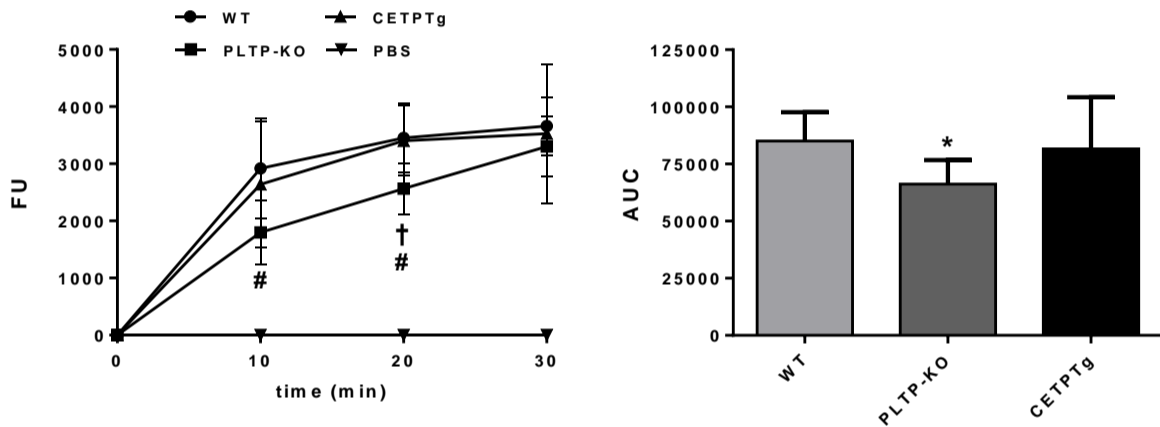 WT CETPTg
PLTP-KO PBS
FU
5000
4000
3000
2000
1000
0
†
# #
0 10 20 30
time (min)
AUC
125000
100000
75000
50000
25000
0
*
WT PLTP-KO CETPTg